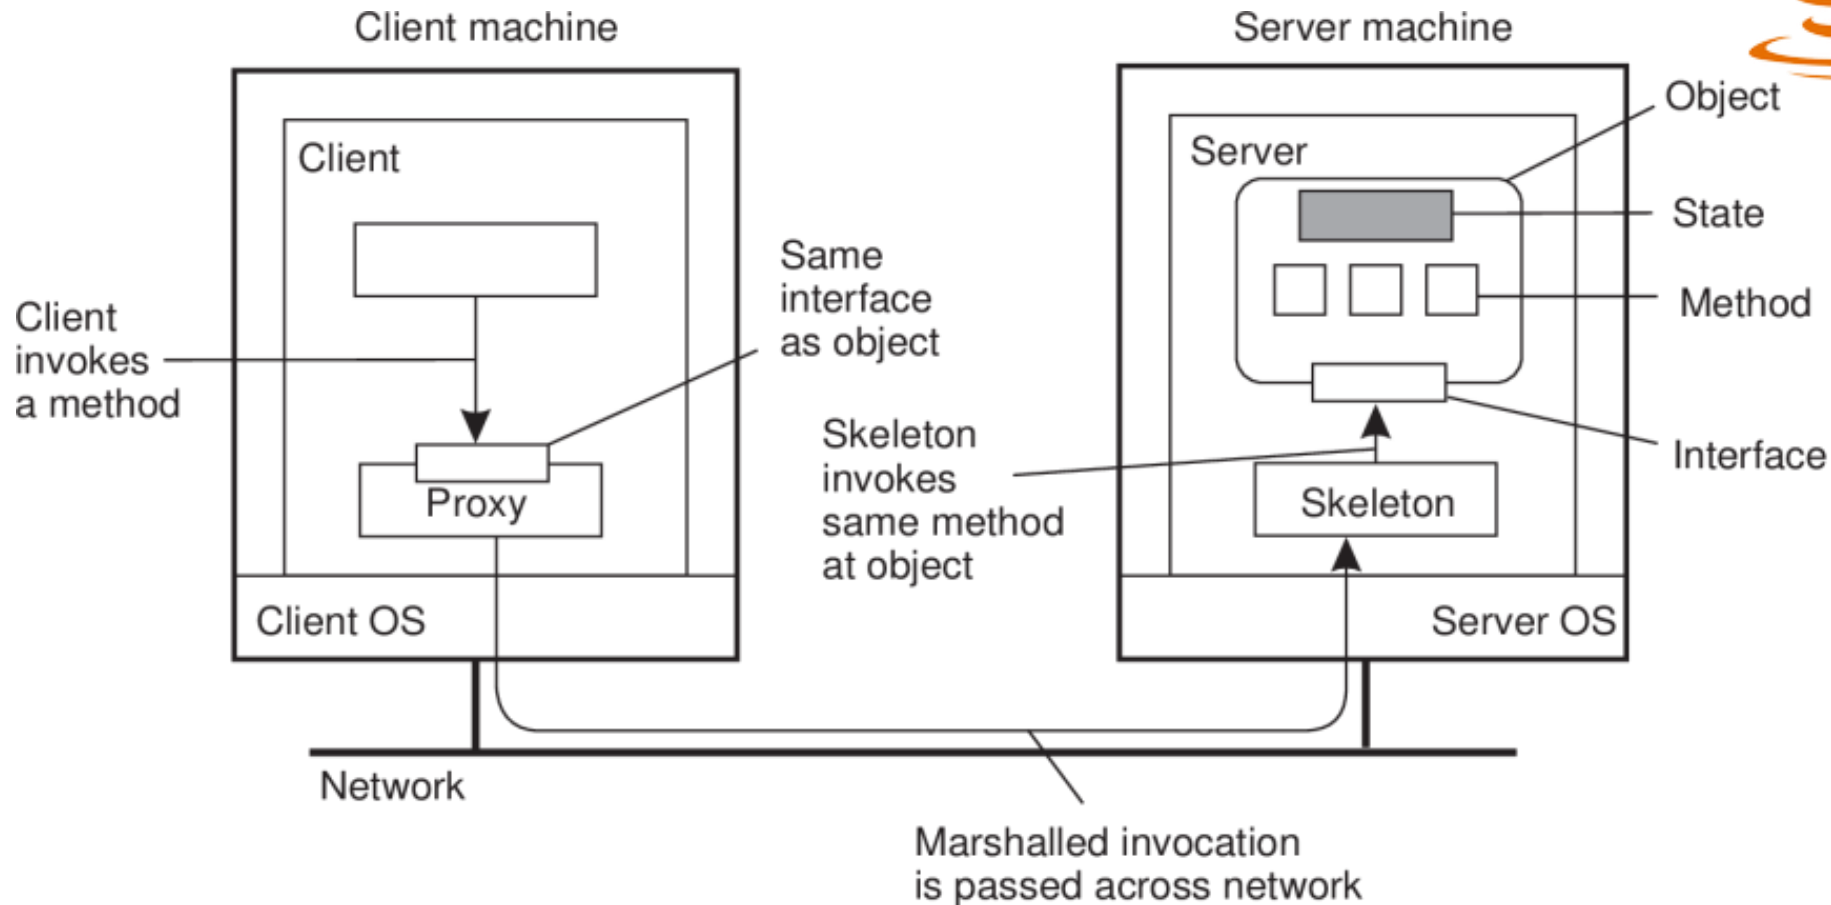 Client machine
Server machine
Object
Client
Server
State
Same
interface
as object
Method
Client
invokes
a method
Skeleton
invokes
same method
at object
Interface
Proxy
Skeleton
Client OS
Server OS
Network
Marshalled invocation
is passed across network